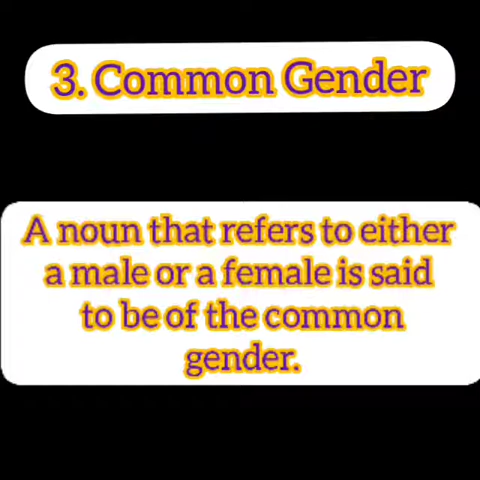 3. Common Gender
A noun that refers to either
a male or a female is said
to be of the common
gender.